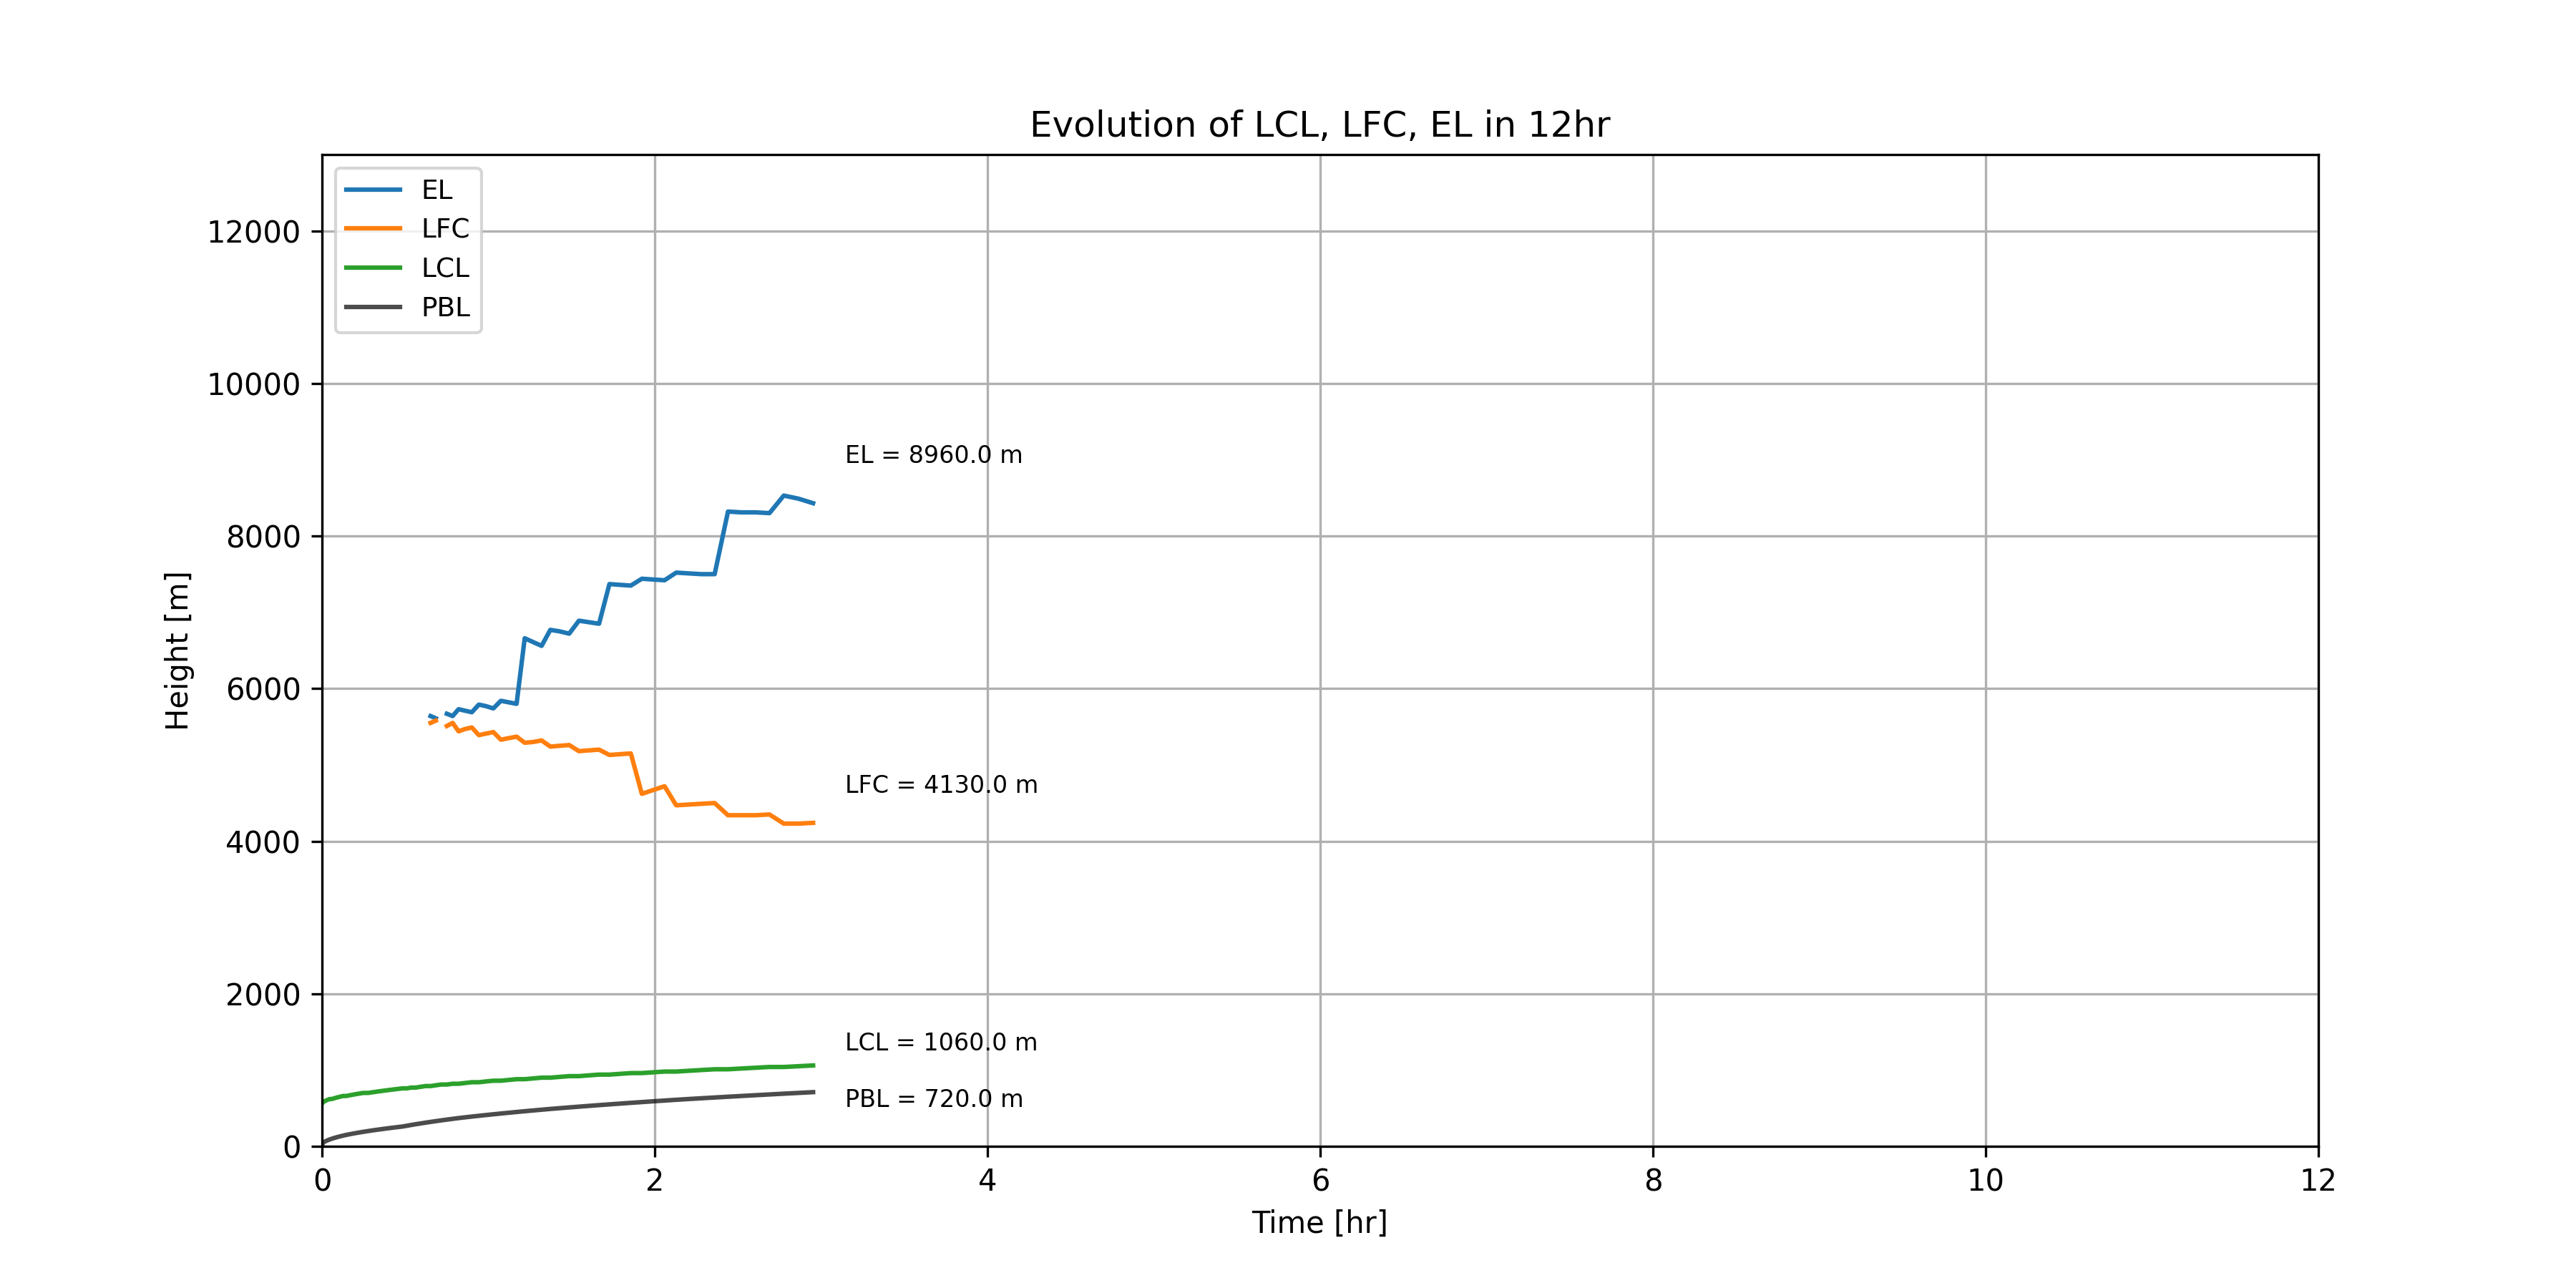 Evolution of LCL, LFC, EL in 12hr
EL
LFC
LCL
PBL
12000
10000
8000
6000
4000
2000
0
Height [m]
EL = 8960.0 m
LFC = 4130.0 m
LCL = 1060.0 m
PBL = 720.0 m
0 2 4 6 8 10 12
Time [hr]